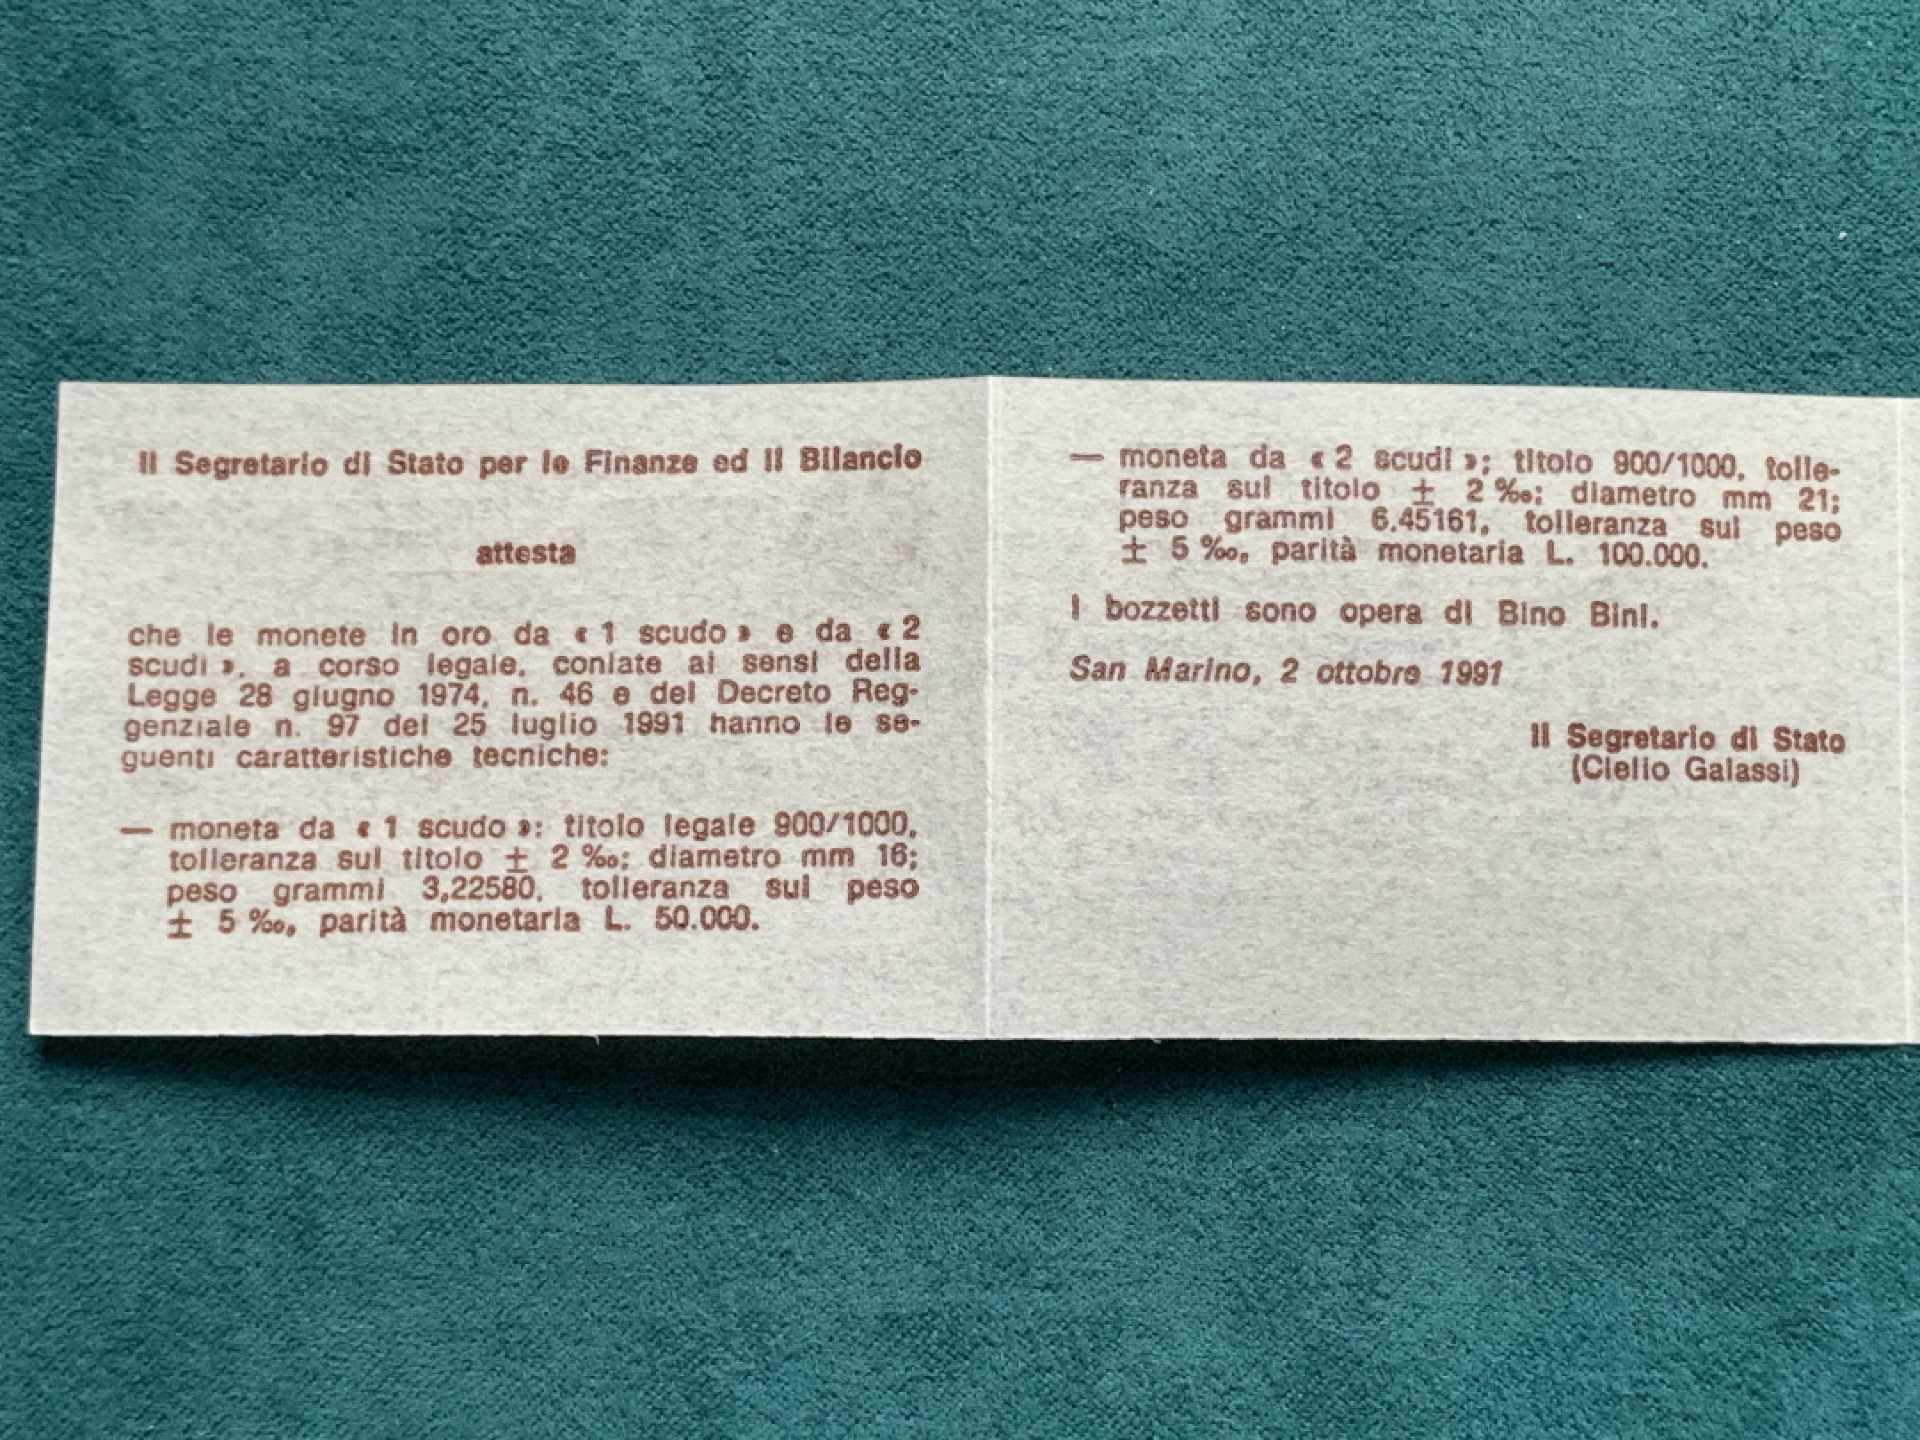 Il Segretario di Stato per le Finanze ed il Bilancio
attesta
che le monete in oro da « 1 scudo » e da « 2
scudi », a corso legale, coniate ai sensi della
Legge 28 giugno 1974, n. 46 e del Decreto Reg-
genziale n. 97 del 25 luglio 1991 hanno le se-
guenti caratteristiche tecniche:
— moneta da « 1 scudo »: titolo legale 900/1000,
tolleranza sul titolo ± 2 ‰; diametro mm 16;
peso grammi 3,22580, tolleranza sul peso
± 5 ‰, parità monetaria L. 50.000.
— moneta da « 2 scudi »; titolo 900/1000, tolle-
ranza sul titolo ± 2 ‰; diametro mm 21;
peso grammi 6.45161, tolleranza sul peso
± 5 ‰, parità monetaria L. 100.000.
I bozzetti sono opera di Bino Bini.
San Marino, 2 ottobre 1991
Il Segretario di Stato
(Clelio Galassi)